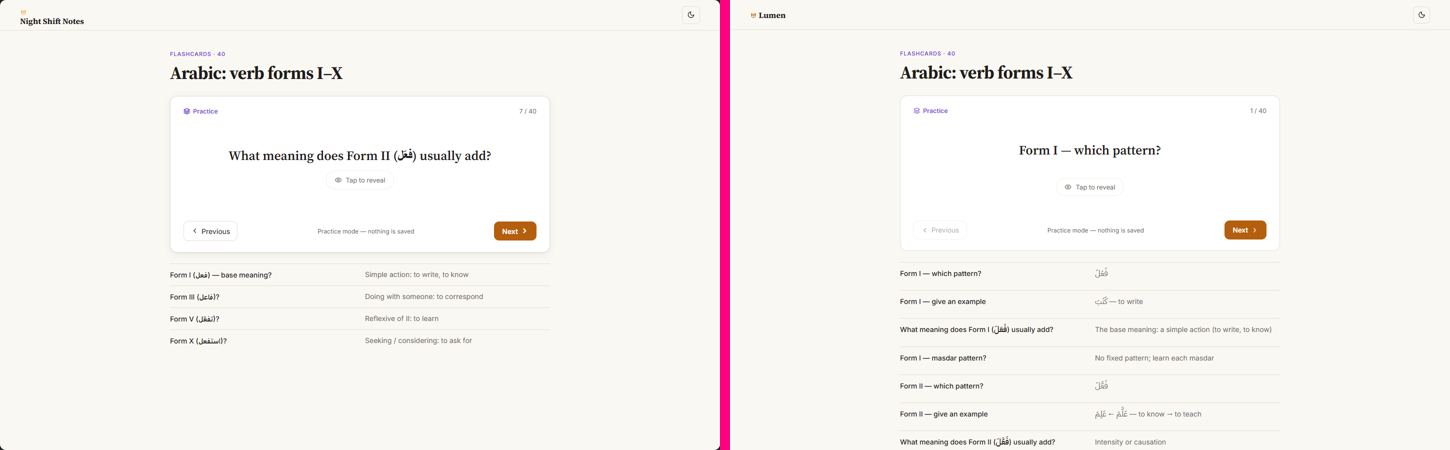 Night Shift Notes
FLASHCARDS · 40
Arabic: verb forms I–X
Practice
7 / 40
What meaning does Form II (فَعَّلَ) usually add?
Tap to reveal
Previous
Practice mode — nothing is saved
Next
Form I (فعل) — base meaning?
Simple action: to write, to know
Form III (فاعل)?
Doing with someone: to correspond
Form V (تفعّل)?
Reflexive of II: to learn
Form X (استفعل)?
Seeking / considering: to ask for
Lumen
FLASHCARDS · 40
Arabic: verb forms I–X
Practice
1 / 40
Form I — which pattern?
Tap to reveal
Previous
Practice mode — nothing is saved
Next
Form I — which pattern?
فَعَلَ
Form I — give an example
كَتَبَ — to write
What meaning does Form I (فَعَلَ) usually add?
The base meaning: a simple action (to write, to know)
Form I — masdar pattern?
No fixed pattern; learn each masdar
Form II — which pattern?
فَعَّلَ
Form II — give an example
عَلِمَ ← عَلَّمَ — to know → to teach
What meaning does Form II (فَعَّلَ) usually add?
Intensity or causation